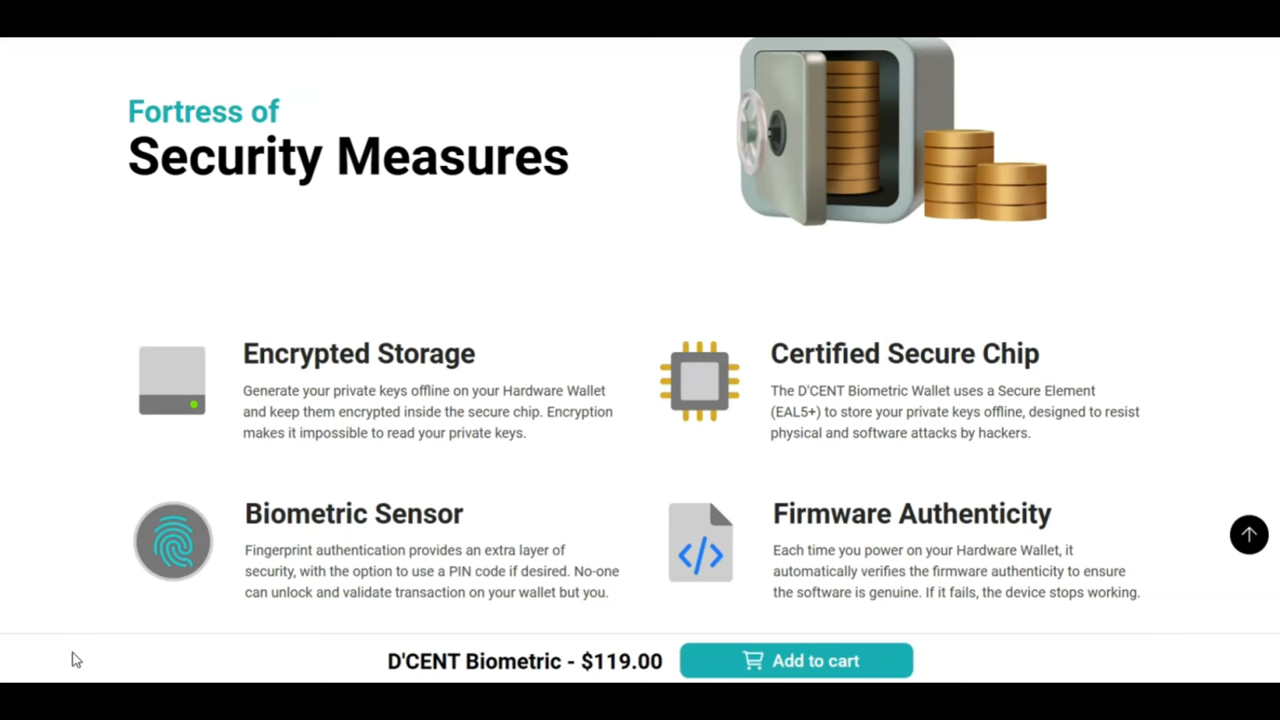 Fortress of
Security Measures
Encrypted Storage
Generate your private keys offline on your Hardware Wallet
and keep them encrypted inside the secure chip. Encryption
makes it impossible to read your private keys.
Certified Secure Chip
The D'CENT Biometric Wallet uses a Secure Element
(EAL5+) to store your private keys offline, designed to resist
physical and software attacks by hackers.
Biometric Sensor
Fingerprint authentication provides an extra layer of
security, with the option to use a PIN code if desired. No-one
can unlock and validate transaction on your wallet but you.
Firmware Authenticity
Each time you power on your Hardware Wallet, it
automatically verifies the firmware authenticity to ensure
the software is genuine. If it fails, the device stops working.
D'CENT Biometric - $119.00
Add to cart